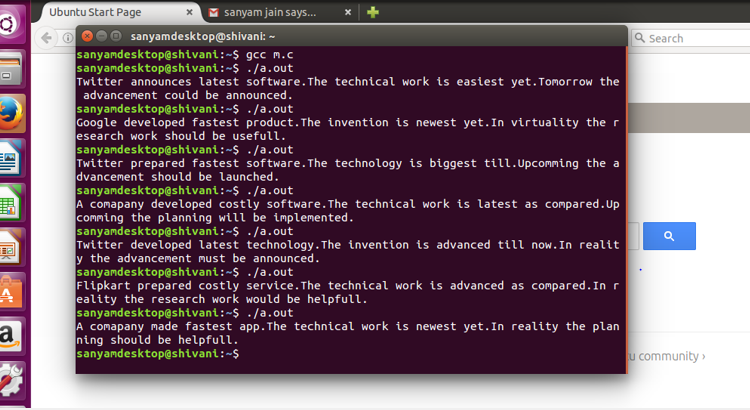 Ubuntu Start Page
sanyam jain says...
sanyamdesktop@shivani: ~
Search
sanyamdesktop@shivani:~$ gcc m.c
sanyamdesktop@shivani:~$ ./a.out
Twitter announces latest software.The technical work is easiest yet.Tomorrow the
 advancement could be announced.
sanyamdesktop@shivani:~$ ./a.out
Google developed fastest product.The invention is newest yet.In virtuality the r
esearch work should be usefull.
sanyamdesktop@shivani:~$ ./a.out
Twitter prepared fastest software.The technology is biggest till.Upcomming the a
dvancement should be launched.
sanyamdesktop@shivani:~$ ./a.out
A comapany developed costly software.The technical work is latest as compared.Up
comming the planning will be implemented.
sanyamdesktop@shivani:~$ ./a.out
Twitter developed latest technology.The invention is advanced till now.In realit
y the advancement must be announced.
sanyamdesktop@shivani:~$ ./a.out
Flipkart prepared costly service.The technical work is advanced as compared.In r
eality the research work would be helpfull.
sanyamdesktop@shivani:~$ ./a.out
A comapany made fastest app.The technical work is newest yet.In reality the plan
ning should be helpfull.
sanyamdesktop@shivani:~$
community ›